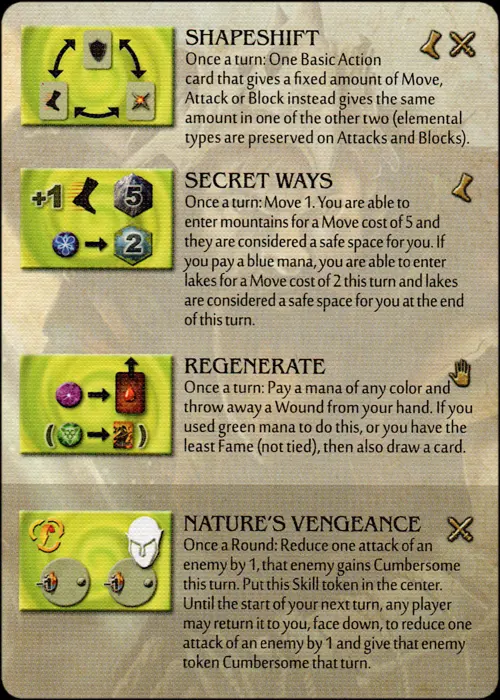 SHAPESHIFT
Once a turn: One Basic Action
card that gives a fixed amount of Move,
Attack or Block instead gives the same
amount in one of the other two (elemental
types are preserved on Attacks and Blocks).
+1 5
2
SECRET WAYS
Once a turn: Move 1. You are able to
enter mountains for a Move cost of 5 and
they are considered a safe space for you. If
you pay a blue mana, you are able to enter
lakes for a Move cost of 2 this turn and lakes
are considered a safe space for you at the end
of this turn.
REGENERATE
Once a turn: Pay a mana of any color and
throw away a Wound from your hand. If you
used green mana to do this, or you have the
least Fame (not tied), then also draw a card.
( )
NATURE'S VENGEANCE
Once a Round: Reduce one attack of an
enemy by 1, that enemy gains Cumbersome
this turn. Put this Skill token in the center.
Until the start of your next turn, any player
may return it to you, face down, to reduce one
attack of an enemy by 1 and give that enemy
token Cumbersome that turn.
-1 -1